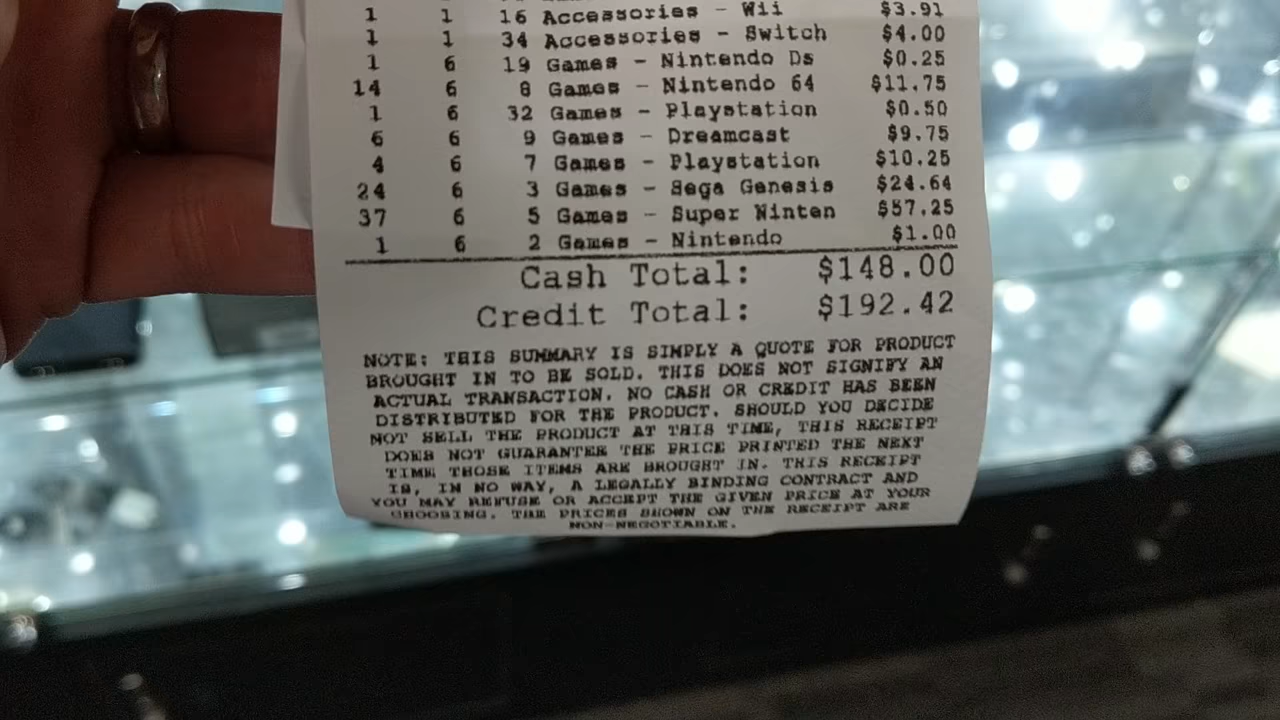 1 1 16 Accessories - Wii $3.91
1 1 34 Accessories - Switch $4.00
1 6 19 Games - Nintendo Ds $0.25
14 6 8 Games - Nintendo 64 $11.75
1 6 32 Games - Playstation $0.50
6 6 9 Games - Dreamcast $9.75
4 6 7 Games - Playstation $10.25
24 6 3 Games - Sega Genesis $24.64
37 6 5 Games - Super Ninten $57.25
1 6 2 Games - Nintendo $1.00
Cash Total: $148.00
Credit Total: $192.42
NOTE: THIS SUMMARY IS SIMPLY A QUOTE FOR PRODUCT
BROUGHT IN TO BE SOLD. THIS DOES NOT SIGNIFY AN
ACTUAL TRANSACTION. NO CASH OR CREDIT HAS BEEN
DISTRIBUTED FOR THE PRODUCT. SHOULD YOU DECIDE
NOT SELL THE PRODUCT AT THIS TIME, THIS RECEIPT
DOES NOT GUARANTEE THE PRICE PRINTED THE NEXT
TIME THOSE ITEMS ARE BROUGHT IN. THIS RECEIPT
IS, IN NO WAY, A LEGALLY BINDING CONTRACT AND
YOU MAY REFUSE OR ACCEPT THE GIVEN PRICE AT YOUR
CHOOSING. THE PRICES SHOWN ON THE RECEIPT ARE
NON-NEGOTIABLE.